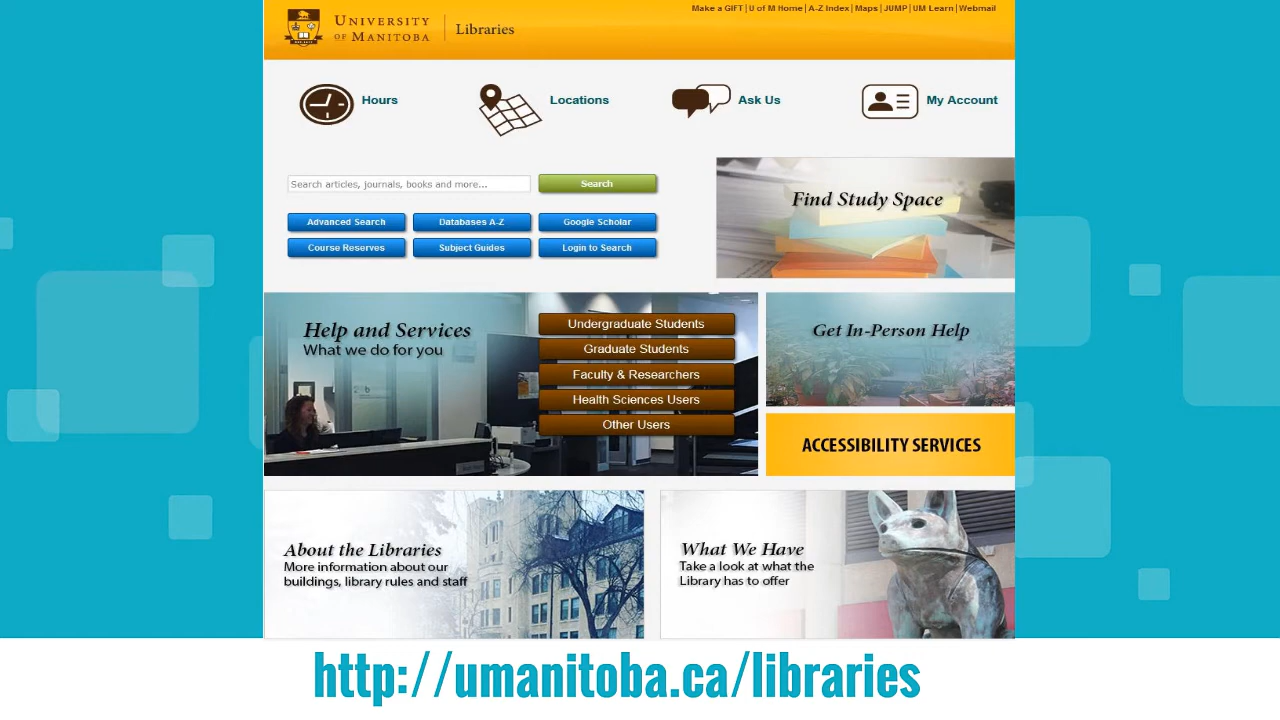 Make a GIFT | U of M Home | A-Z Index | Maps | JUMP | UM Learn | Webmail
UNIVERSITY
OF MANITOBA
Libraries
Hours
Locations
Ask Us
My Account
Search articles, journals, books and more...
Search
Advanced Search
Databases A-Z
Google Scholar
Course Reserves
Subject Guides
Login to Search
Find Study Space
Help and Services
What we do for you
Undergraduate Students
Graduate Students
Faculty & Researchers
Health Sciences Users
Other Users
Get In-Person Help
ACCESSIBILITY SERVICES
About the Libraries
More information about our
buildings, library rules and staff
What We Have
Take a look at what the
Library has to offer
http://umanitoba.ca/libraries